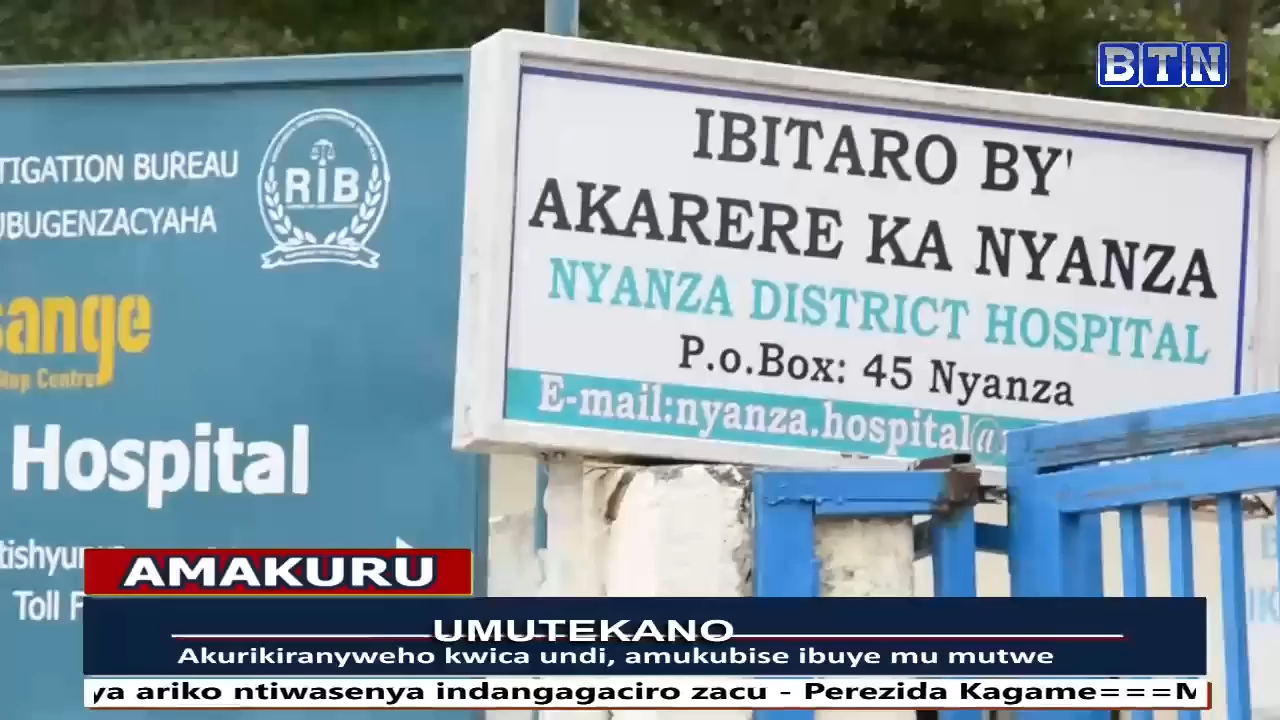 BTN
TIGATION BUREAU
UBUGENZACYAHA
RIB
sange
Stop Centre
Hospital
Toll F
IBITARO BY'
AKARERE KA NYANZA
NYANZA DISTRICT HOSPITAL
P.o.Box: 45 Nyanza
E-mail:nyanza.hospital@
AMAKURU
UMUTEKANO
Akurikiranyweho kwica undi, amukubise ibuye mu mutwe
ya ariko ntiwasenya indangagaciro zacu - Perezida Kagame===M